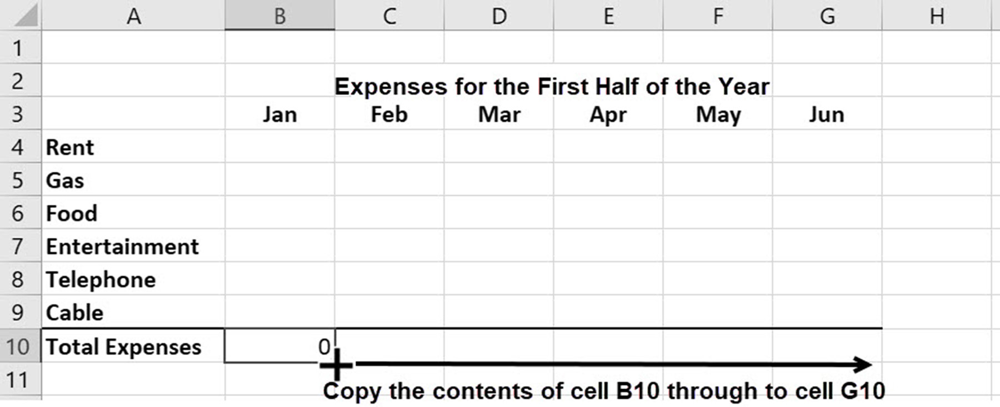 A B C D E F G H
1
2 Expenses for the First Half of the Year
3 Jan Feb Mar Apr May Jun
4 Rent
5 Gas
6 Food
7 Entertainment
8 Telephone
9 Cable
10 Total Expenses 0
11
Copy the contents of cell B10 through to cell G10